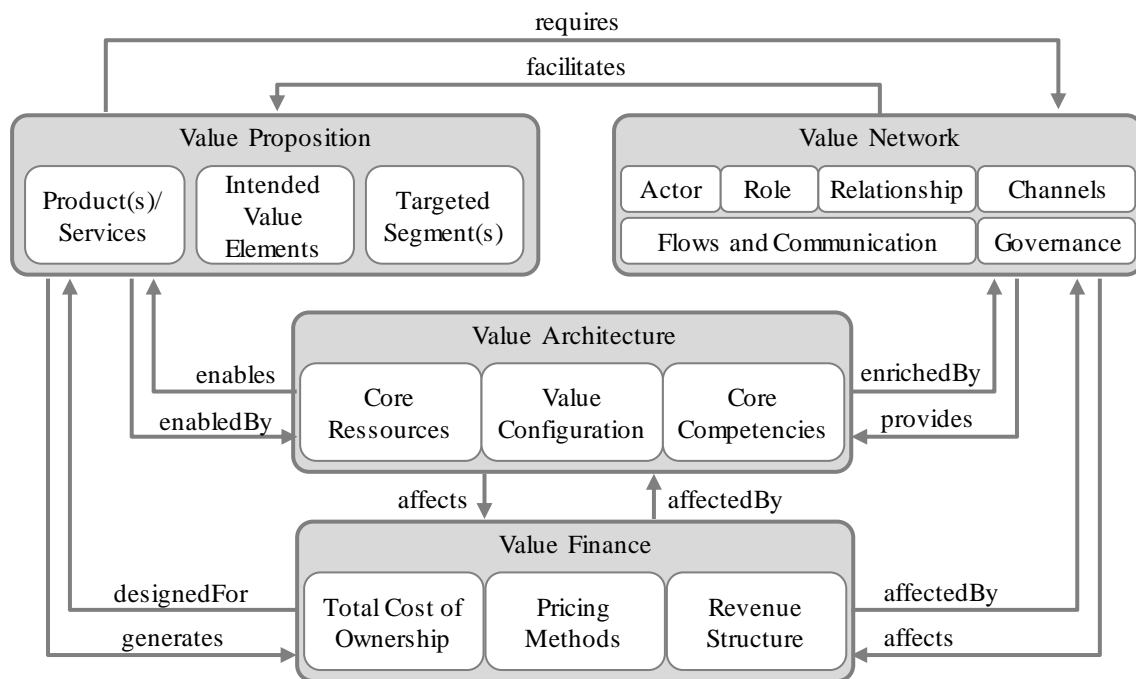 requires
facilitates
Value Proposition
Product(s)/
Services
Intended
Value
Elements
Targeted
Segment(s)
Value Network
Actor
Role
Relationship
Channels
Flows and Communication
Governance
Value Architecture
Core
Ressources
Value
Configuration
Core
Competencies
enables
enabledBy
enrichedBy
provides
affects
affectedBy
Value Finance
Total Cost of
Ownership
Pricing
Methods
Revenue
Structure
designedFor
generates
affectedBy
affects